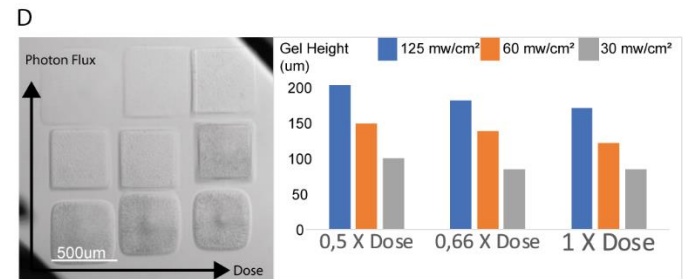 D
Photon Flux
500um
Dose
Gel Height
(um)
125 mw/cm²
60 mw/cm²
30 mw/cm²
200
150
100
50
0
0,5 X Dose
0,66 X Dose
1 X Dose